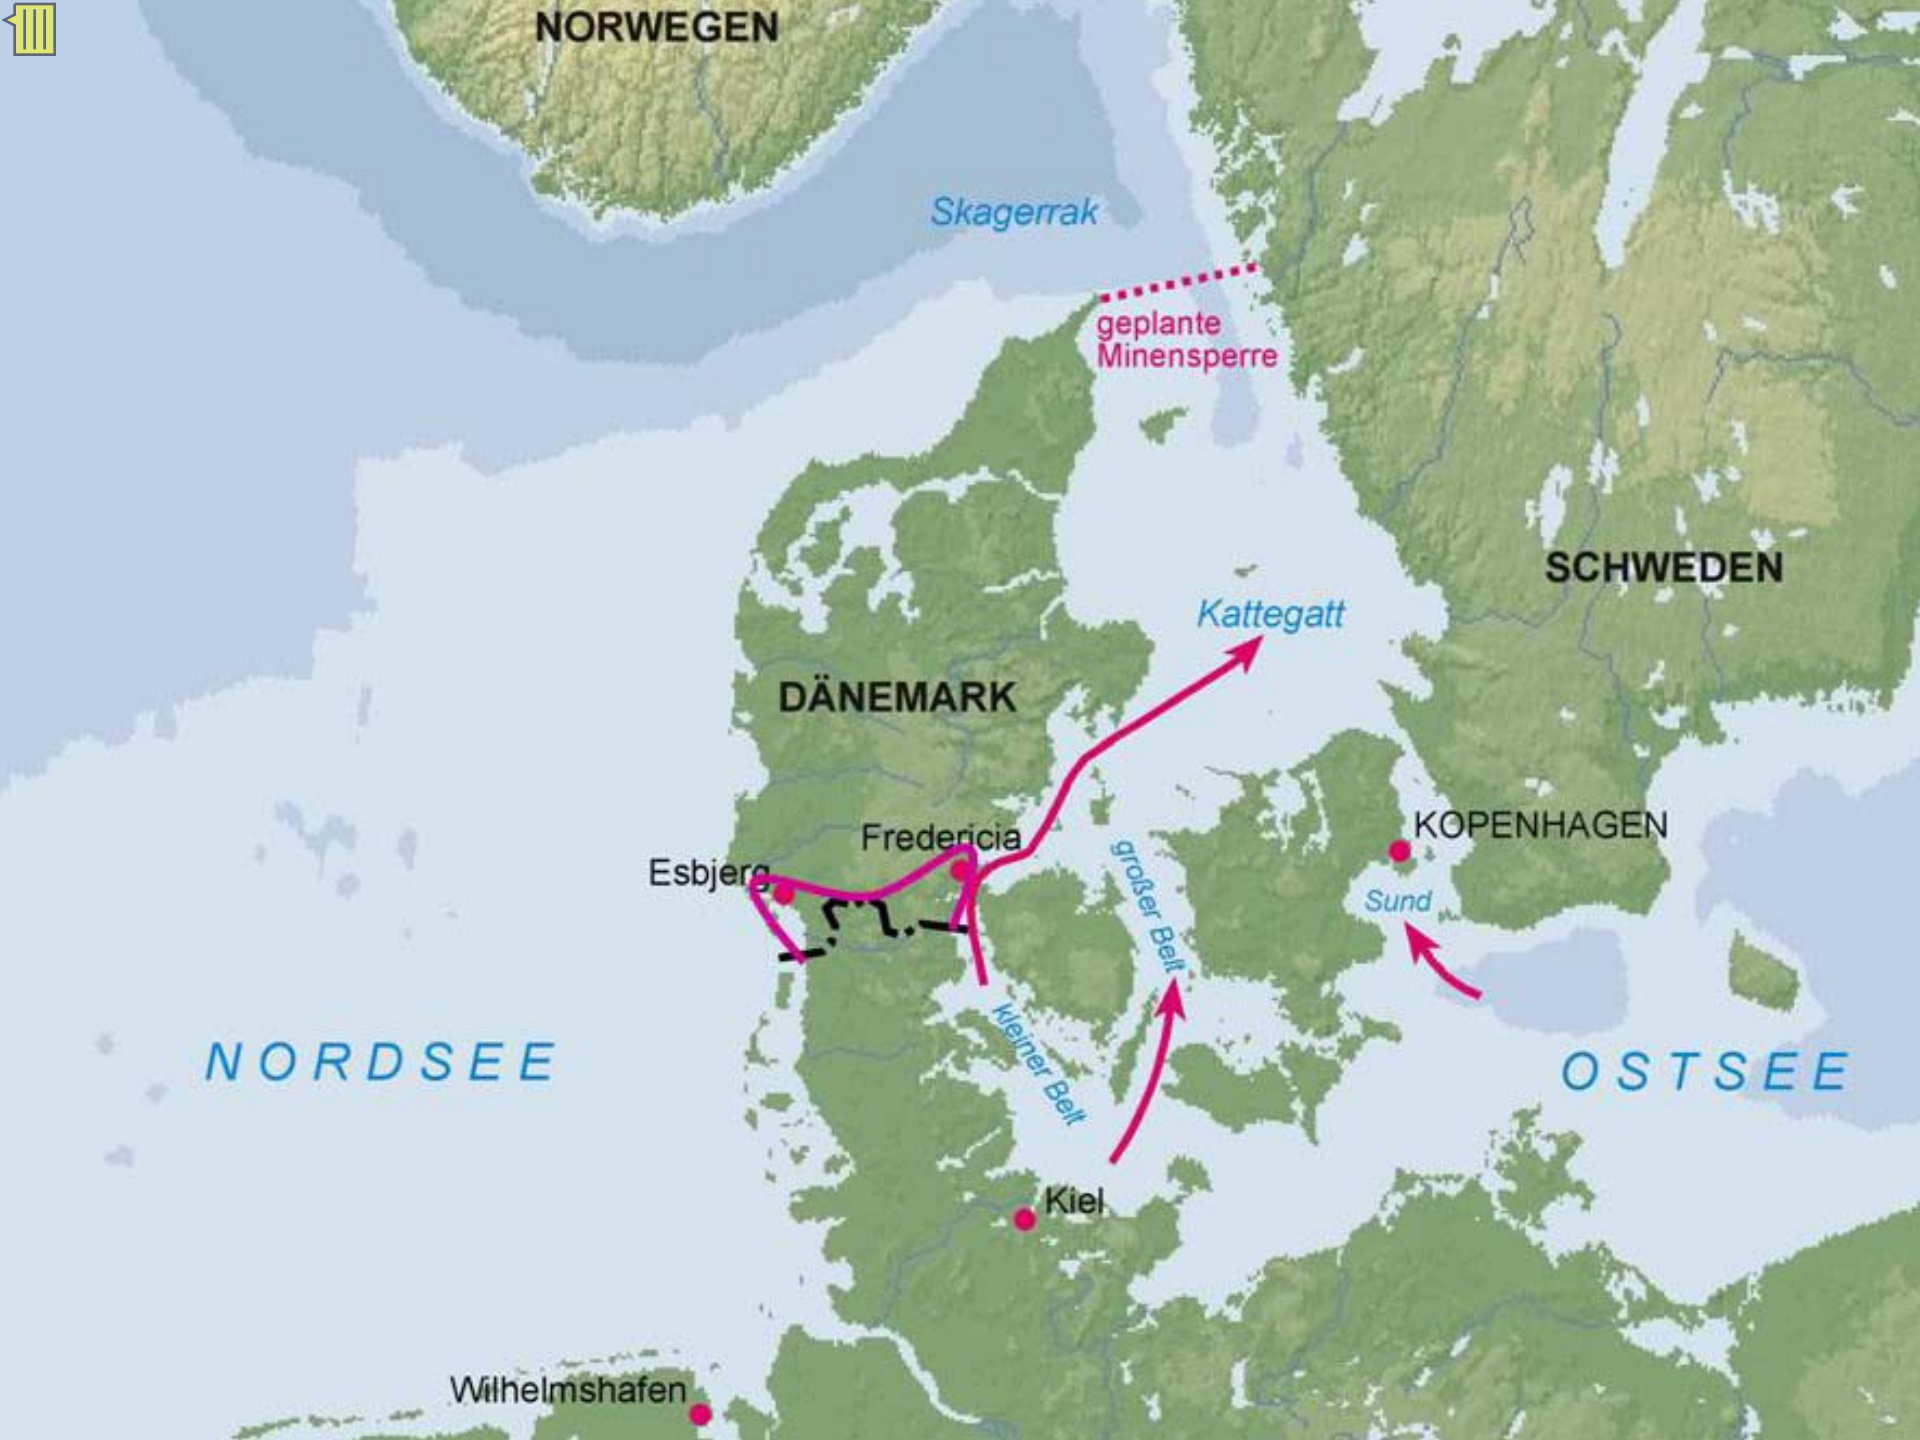 NORWEGEN
Skagerrak
geplante
Minensperre
SCHWEDEN
Kattegatt
DÄNEMARK
KOPENHAGEN
Fredericia
Esbjerg
großer Belt
Sund
kleiner Belt
NORDSEE
OSTSEE
Kiel
Wilhelmshafen